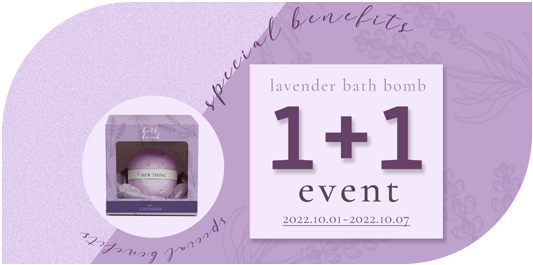 special benefits
lavender bath bomb
1+1
event
2022.10.01~2022.10.07
bath
bomb
NEW THING
LAVENDER
special benefits